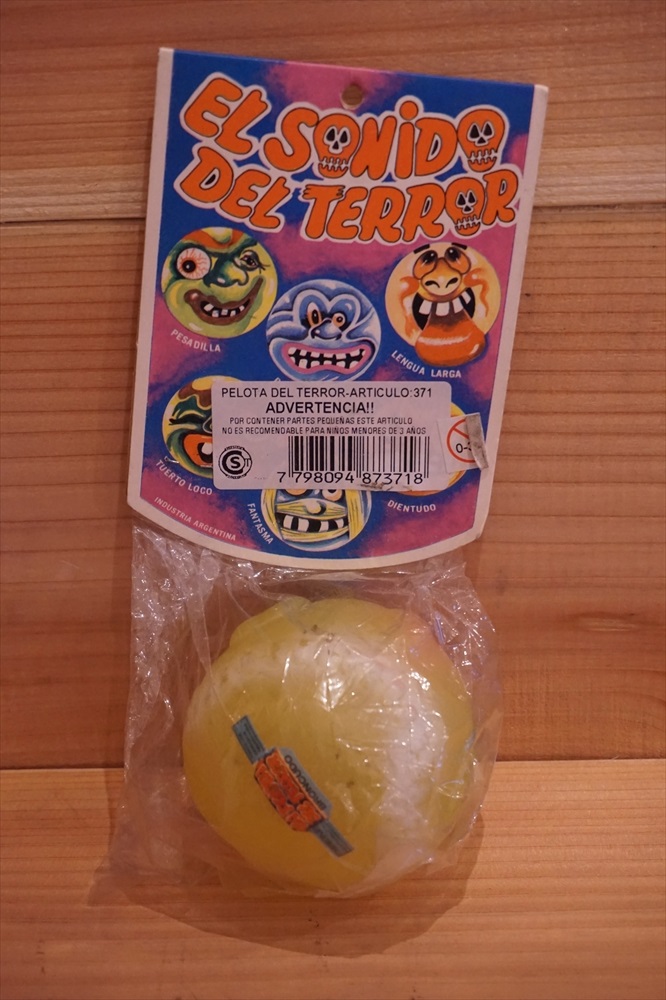 EL SONIDO
DEL TERROR
PESADILLA
LENGUA LARGA
PELOTA DEL TERROR-ARTICULO:371
ADVERTENCIA!!
POR CONTENER PARTES PEQUEÑAS ESTE ARTICULO
NO ES RECOMENDABLE PARA NIÑOS MENORES DE 3 AÑOS
S
7 798094 873718
TUERTO LOCO
FANTASMA
DIENTUDO
INDUSTRIA ARGENTINA